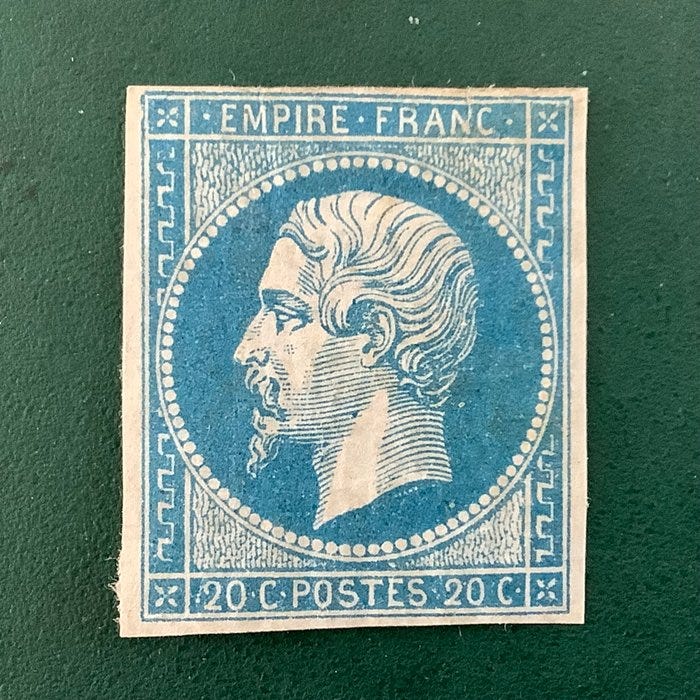 · EMPIRE · FRANC ·
· 20 · C · POSTES · 20 C ·